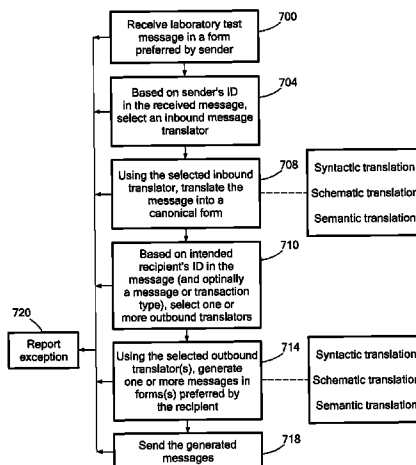 Receive laboratory test
message in a form
preferred by sender
700
Based on sender's ID
in the received message,
select an inbound message
translator
704
Using the selected inbound
translator, translate the
message into a
canonical form
708
Syntactic translation
Schematic translation
Semantic translation
Based on intended
recipient's ID in the
message (and optinally
a message or transaction
type), select one or
more outbound translators
710
720
Report
exception
Using the selected outbound
translator(s), generate
one or more messages in
forms(s) preferred by
the recipient
714
Syntactic translation
Schematic translation
Semantic translation
Send the generated
messages
718